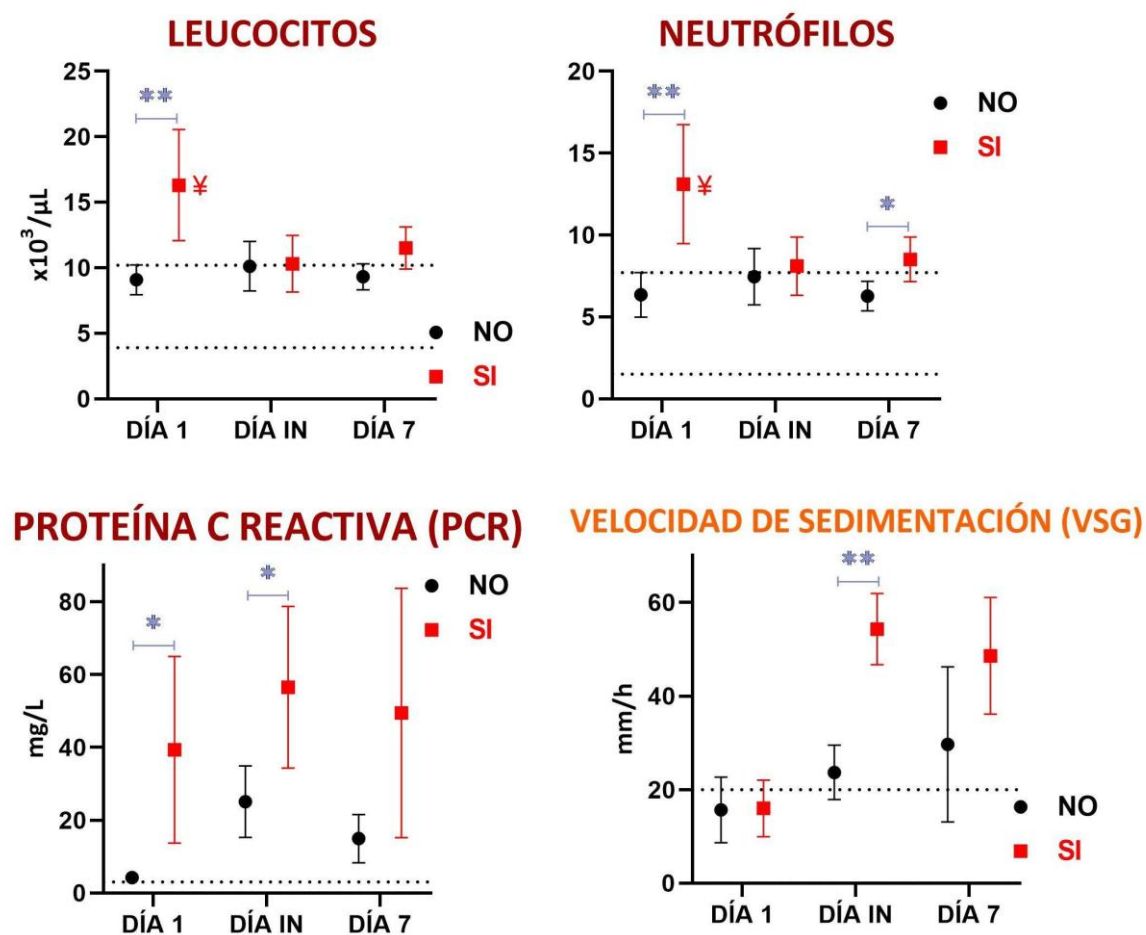 LEUCOCITOS
25
20
15
10
5
0
x10³/µL
**
¥
DÍA 1 DÍA IN DÍA 7
NO
SI
NEUTRÓFILOS
20
15
10
5
0
**
¥
*
DÍA 1 DÍA IN DÍA 7
NO
SI
PROTEÍNA C REACTIVA (PCR)
80
60
40
20
0
mg/L
*
*
DÍA 1 DÍA IN DÍA 7
NO
SI
VELOCIDAD DE SEDIMENTACIÓN (VSG)
60
40
20
0
mm/h
**
DÍA 1 DÍA IN DÍA 7
NO
SI